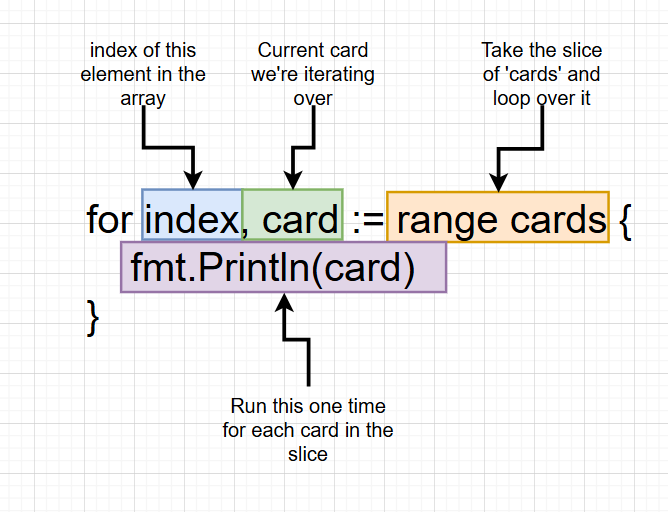 index of this
element in the
array
Current card
we're iterating
over
Take the slice
of 'cards' and
loop over it
for index, card := range cards {
fmt.Println(card)
}
Run this one time
for each card in the
slice